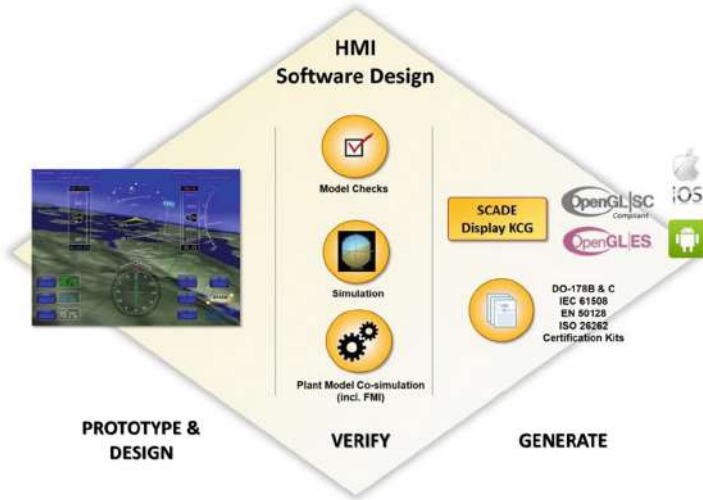 HMI
Software Design
Model Checks
Simulation
Plant Model Co-simulation
(incl. FMI)
SCADE
Display KCG
OpenGL|SC
Compliant
OpenGL|ES
iOS
DO-178B & C
IEC 61508
EN 50128
ISO 26262
Certification Kits
PROTOTYPE &
DESIGN
VERIFY
GENERATE